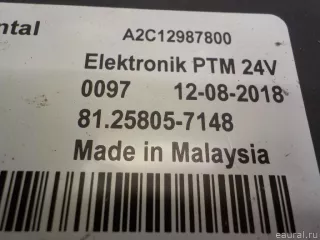 ntal
A2C12987800
Elektronik PTM 24V
0097 12-08-2018
81.25805-7148
Made in Malaysia
eaural.ru